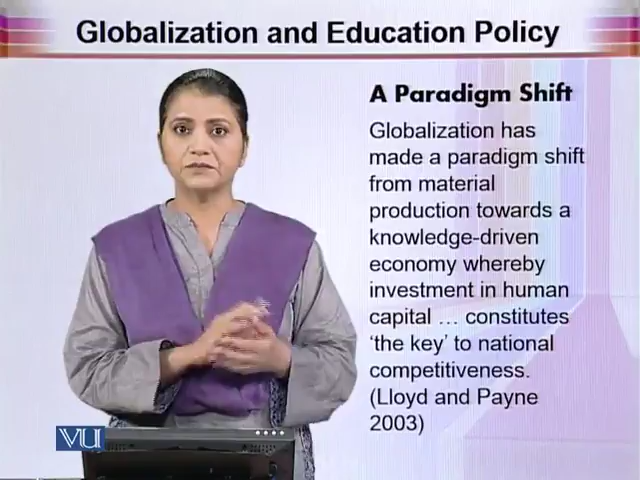 Globalization and Education Policy
A Paradigm Shift
Globalization has
made a paradigm shift
from material
production towards a
knowledge-driven
economy whereby
investment in human
capital … constitutes
‘the key’ to national
competitiveness.
(Lloyd and Payne
2003)
VU